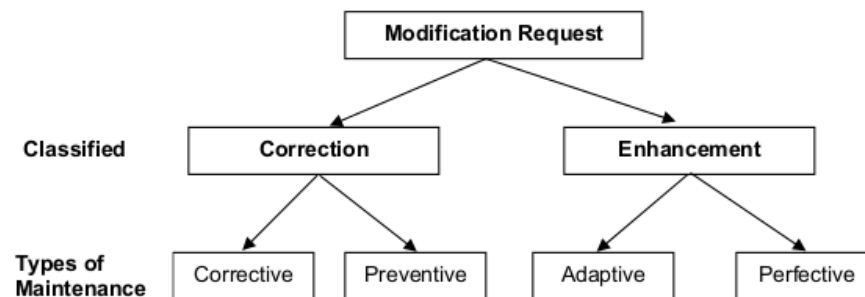 Modification Request
Classified
Correction
Enhancement
Types of
Maintenance
Corrective
Preventive
Adaptive
Perfective